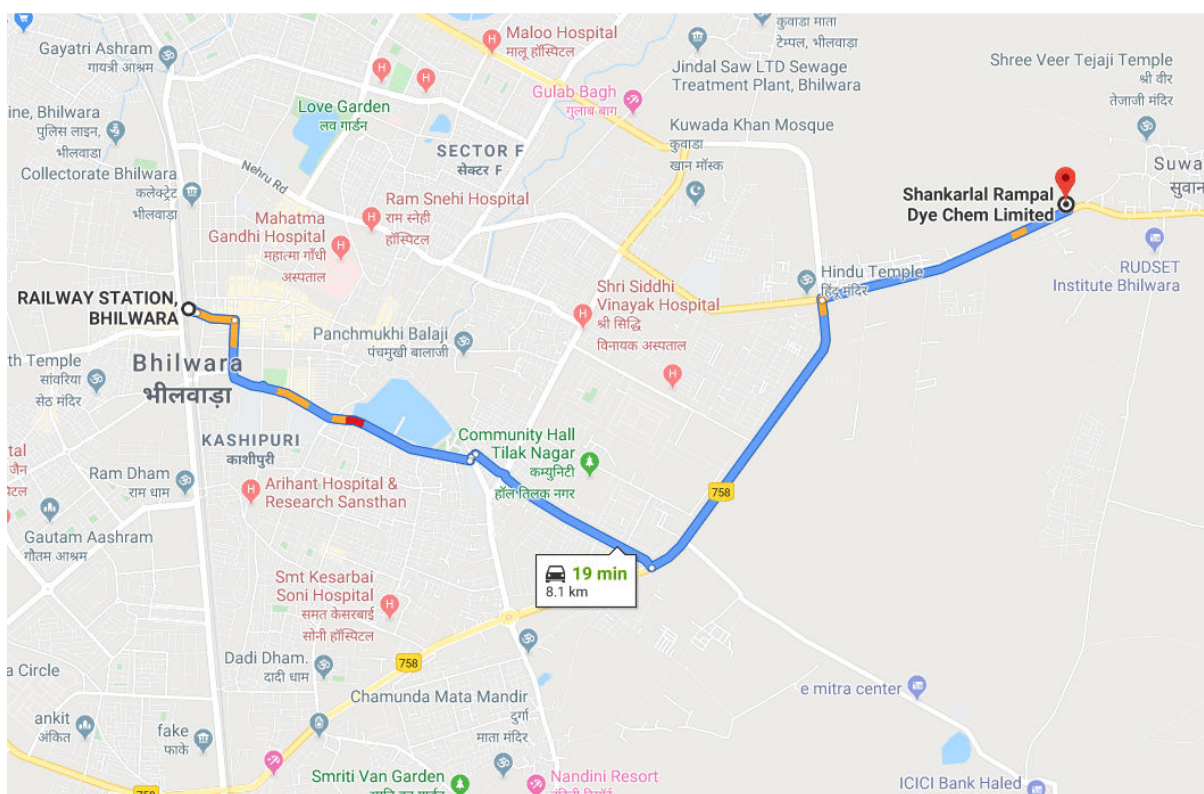 Gayatri Ashram
गायत्री आश्रम
Maloo Hospital
मालू हॉस्पिटल
कुवाडा माता
टेम्पल, भीलवाड़ा
Jindal Saw LTD Sewage
Treatment Plant, Bhilwara
Shree Veer Tejaji Temple
श्री वीर
तेजाजी मंदिर
Love Garden
लव गार्डन
Gulab Bagh
गुलाब बाग
ine, Bhilwara
पुलिस लाइन,
भीलवाड़ा
Kuwada Khan Mosque
कुवाडा
खान मॉस्क
SECTOR F
सेक्टर F
Nehru Rd
Collectorate Bhilwara
कलेक्ट्रेट
भीलवाड़ा
Suwa
सुवान
Ram Snehi Hospital
राम स्नेही
हॉस्पिटल
Shankarlal Rampal
Dye Chem Limited
Mahatma
Gandhi Hospital
महात्मा गाँधी
अस्पताल
RUDSET
Institute Bhilwara
Hindu Temple
हिंदू मंदिर
RAILWAY STATION,
BHILWARA
Shri Siddhi
Vinayak Hospital
श्री सिद्धि
विनायक अस्पताल
Panchmukhi Balaji
पंचमुखी बालाजी
th Temple
सांवरिया
सेठ मंदिर
Bhilwara
भीलवाड़ा
KASHIPURI
काशीपुरी
Community Hall
Tilak Nagar
कम्युनिटी
हॉल तिलक नगर
tal
जैन
पिटल
Ram Dham
राम धाम
Arihant Hospital &
Research Sansthan
758
Gautam Aashram
गौतम आश्रम
19 min
8.1 km
Smt Kesarbai
Soni Hospital
समत केसरबाई
सोनी हॉस्पिटल
a Circle
Dadi Dham.
दादी धाम
758
Chamunda Mata Mandir
दुर्गा
माता मंदिर
e mitra center
ankit
अंकित
fake
फाके
Smriti Van Garden
Nandini Resort
ICICI Bank Haled
758